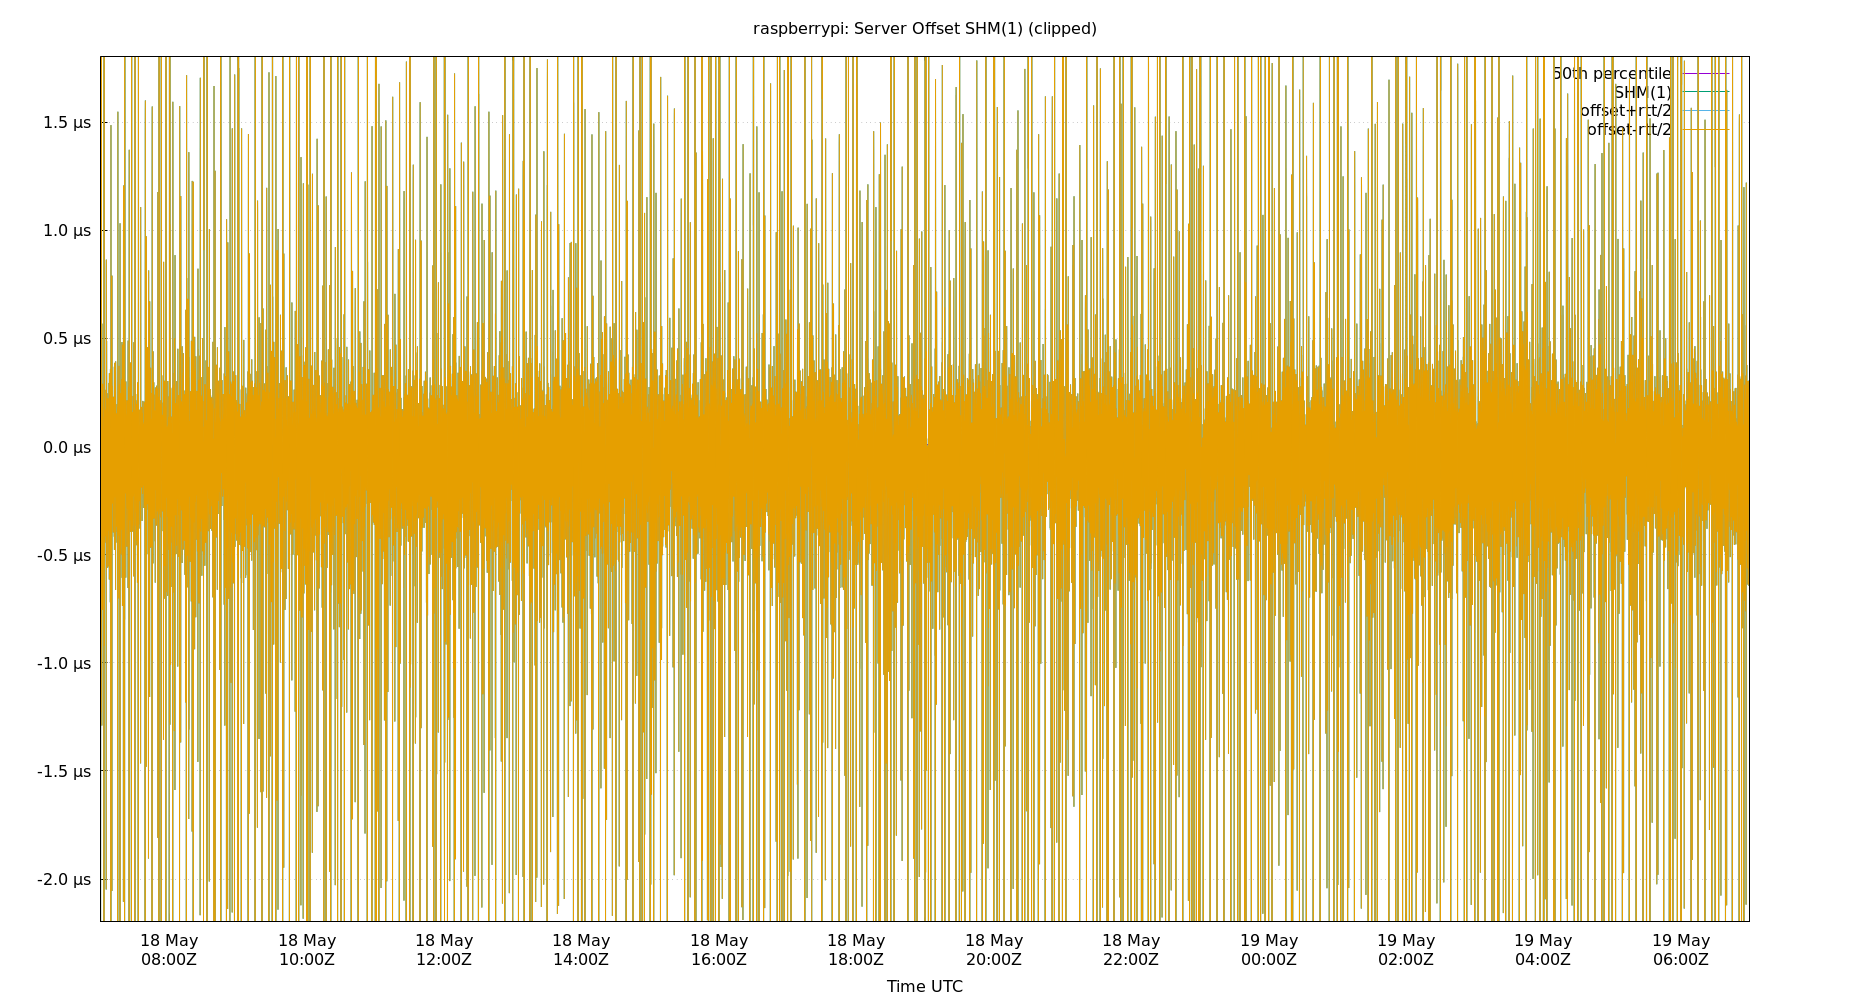 raspberrypi: Server Offset SHM(1) (clipped)
50th percentile
SHM(1)
offset+rtt/2
offset-rtt/2
1.5 µs
1.0 µs
0.5 µs
0.0 µs
-0.5 µs
-1.0 µs
-1.5 µs
-2.0 µs
18 May 18 May 18 May 18 May 18 May 18 May 18 May 18 May 19 May 19 May 19 May 19 May
08:00Z 10:00Z 12:00Z 14:00Z 16:00Z 18:00Z 20:00Z 22:00Z 00:00Z 02:00Z 04:00Z 06:00Z
Time UTC